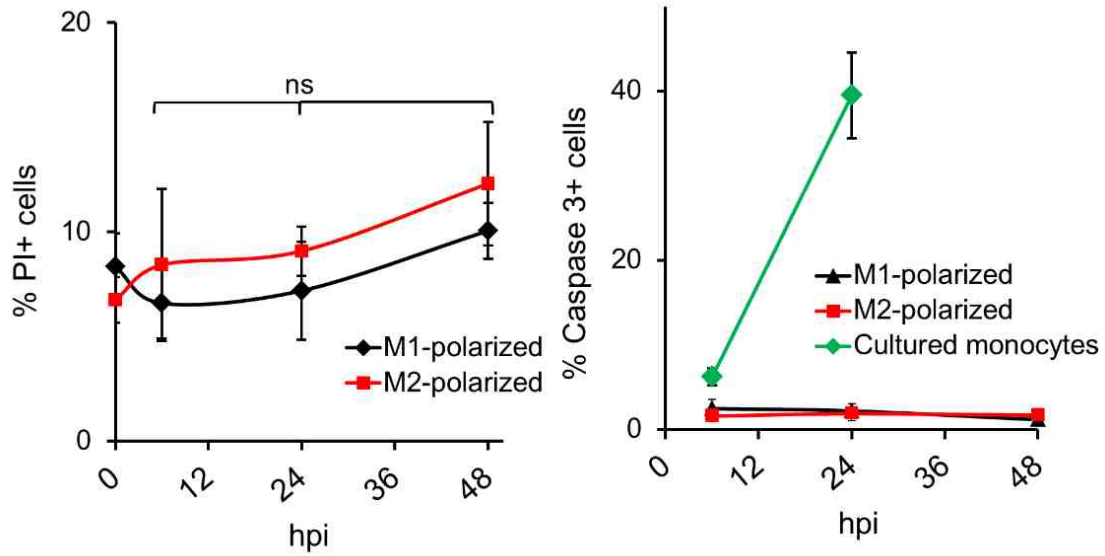 % PI+ cells
20
10
0
ns
M1-polarized
M2-polarized
0 12 24 36 48
hpi
% Caspase 3+ cells
40
20
0
M1-polarized
M2-polarized
Cultured monocytes
0 12 24 36 48
hpi